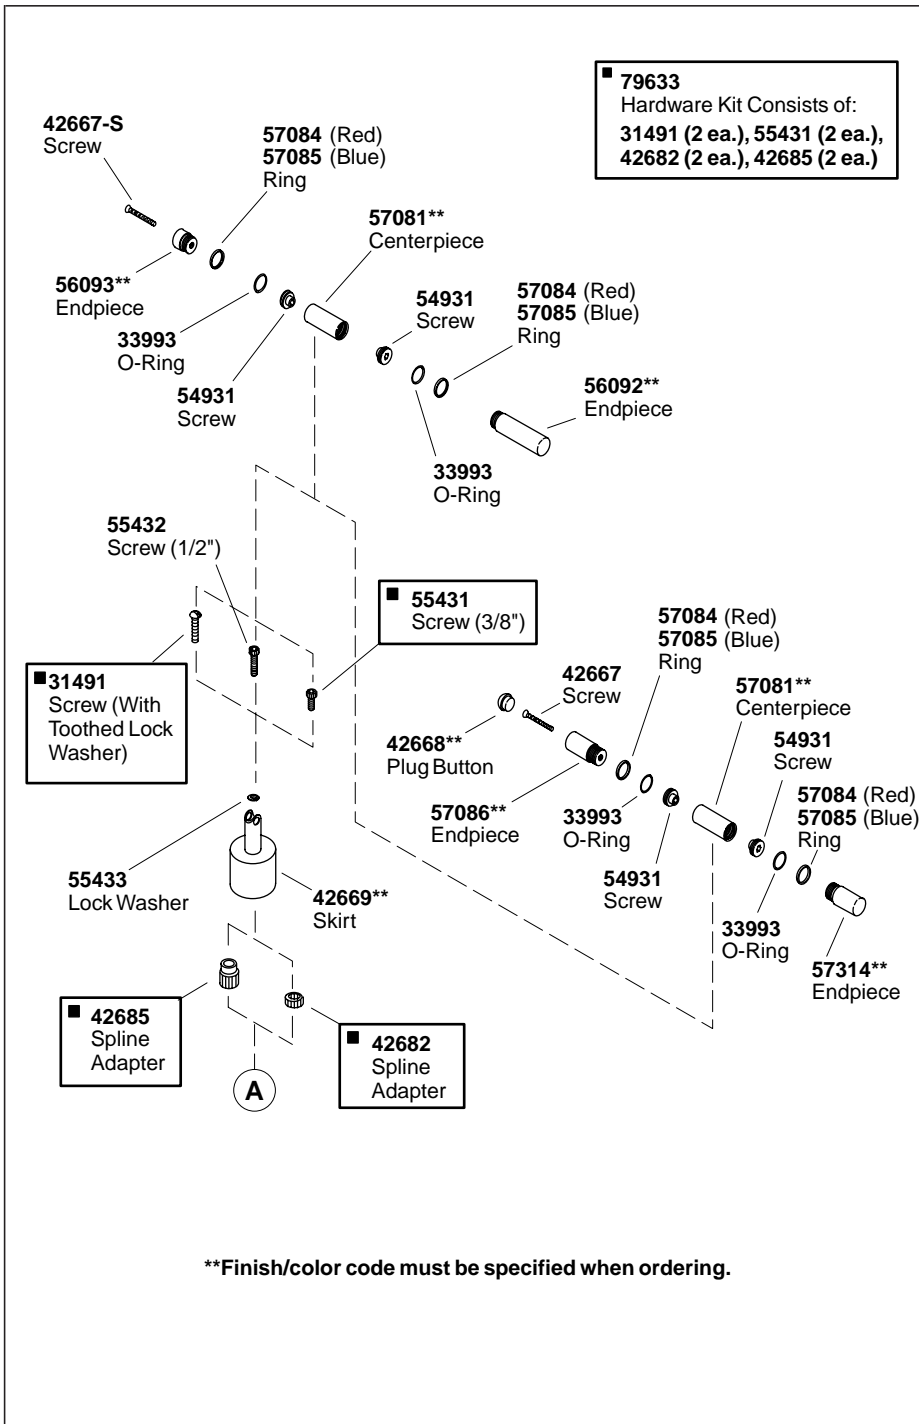 ■ 79633
Hardware Kit Consists of:
31491 (2 ea.), 55431 (2 ea.),
42682 (2 ea.), 42685 (2 ea.)
42667-S
Screw
57084 (Red)
57085 (Blue)
Ring
57081**
Centerpiece
56093**
Endpiece
33993
O-Ring
54931
Screw
54931
Screw
57084 (Red)
57085 (Blue)
Ring
56092**
Endpiece
33993
O-Ring
55432
Screw (1/2")
■ 55431
Screw (3/8")
■ 31491
Screw (With
Toothed Lock
Washer)
57084 (Red)
57085 (Blue)
Ring
42667
Screw
57081**
Centerpiece
42668**
Plug Button
54931
Screw
57086**
Endpiece
33993
O-Ring
57084 (Red)
57085 (Blue)
Ring
54931
Screw
55433
Lock Washer
42669**
Skirt
33993
O-Ring
57314**
Endpiece
■ 42685
Spline
Adapter
■ 42682
Spline
Adapter
A
**Finish/color code must be specified when ordering.